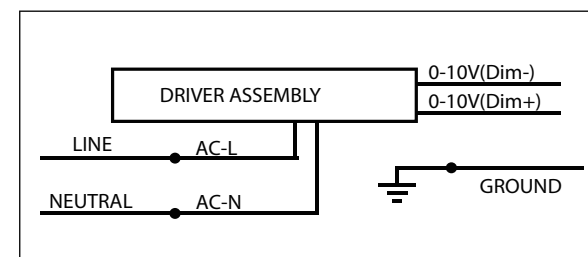 0-10V(Dim-)
DRIVER ASSEMBLY
0-10V(Dim+)
LINE
AC-L
NEUTRAL
AC-N
GROUND